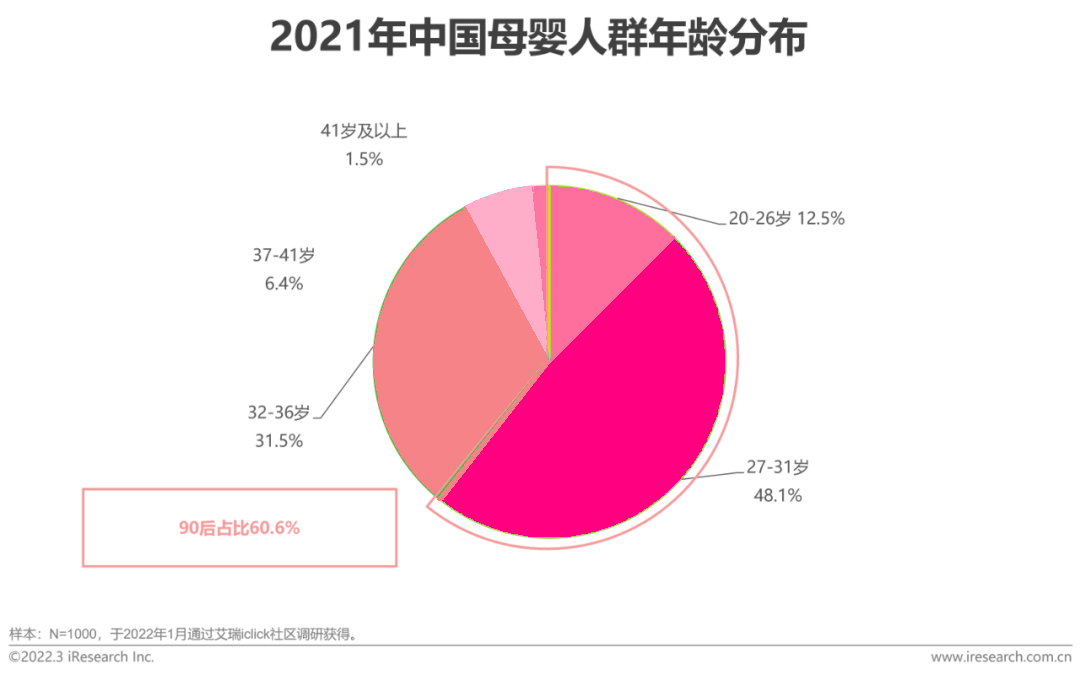 2021年中国母婴人群年龄分布
41岁及以上
1.5%
20-26岁 12.5%
37-41岁
6.4%
32-36岁
31.5%
27-31岁
48.1%
90后占比60.6%
样本：N=1000，于2022年1月通过艾瑞iclick社区调研获得。
©2022.3 iResearch Inc.
www.iresearch.com.cn